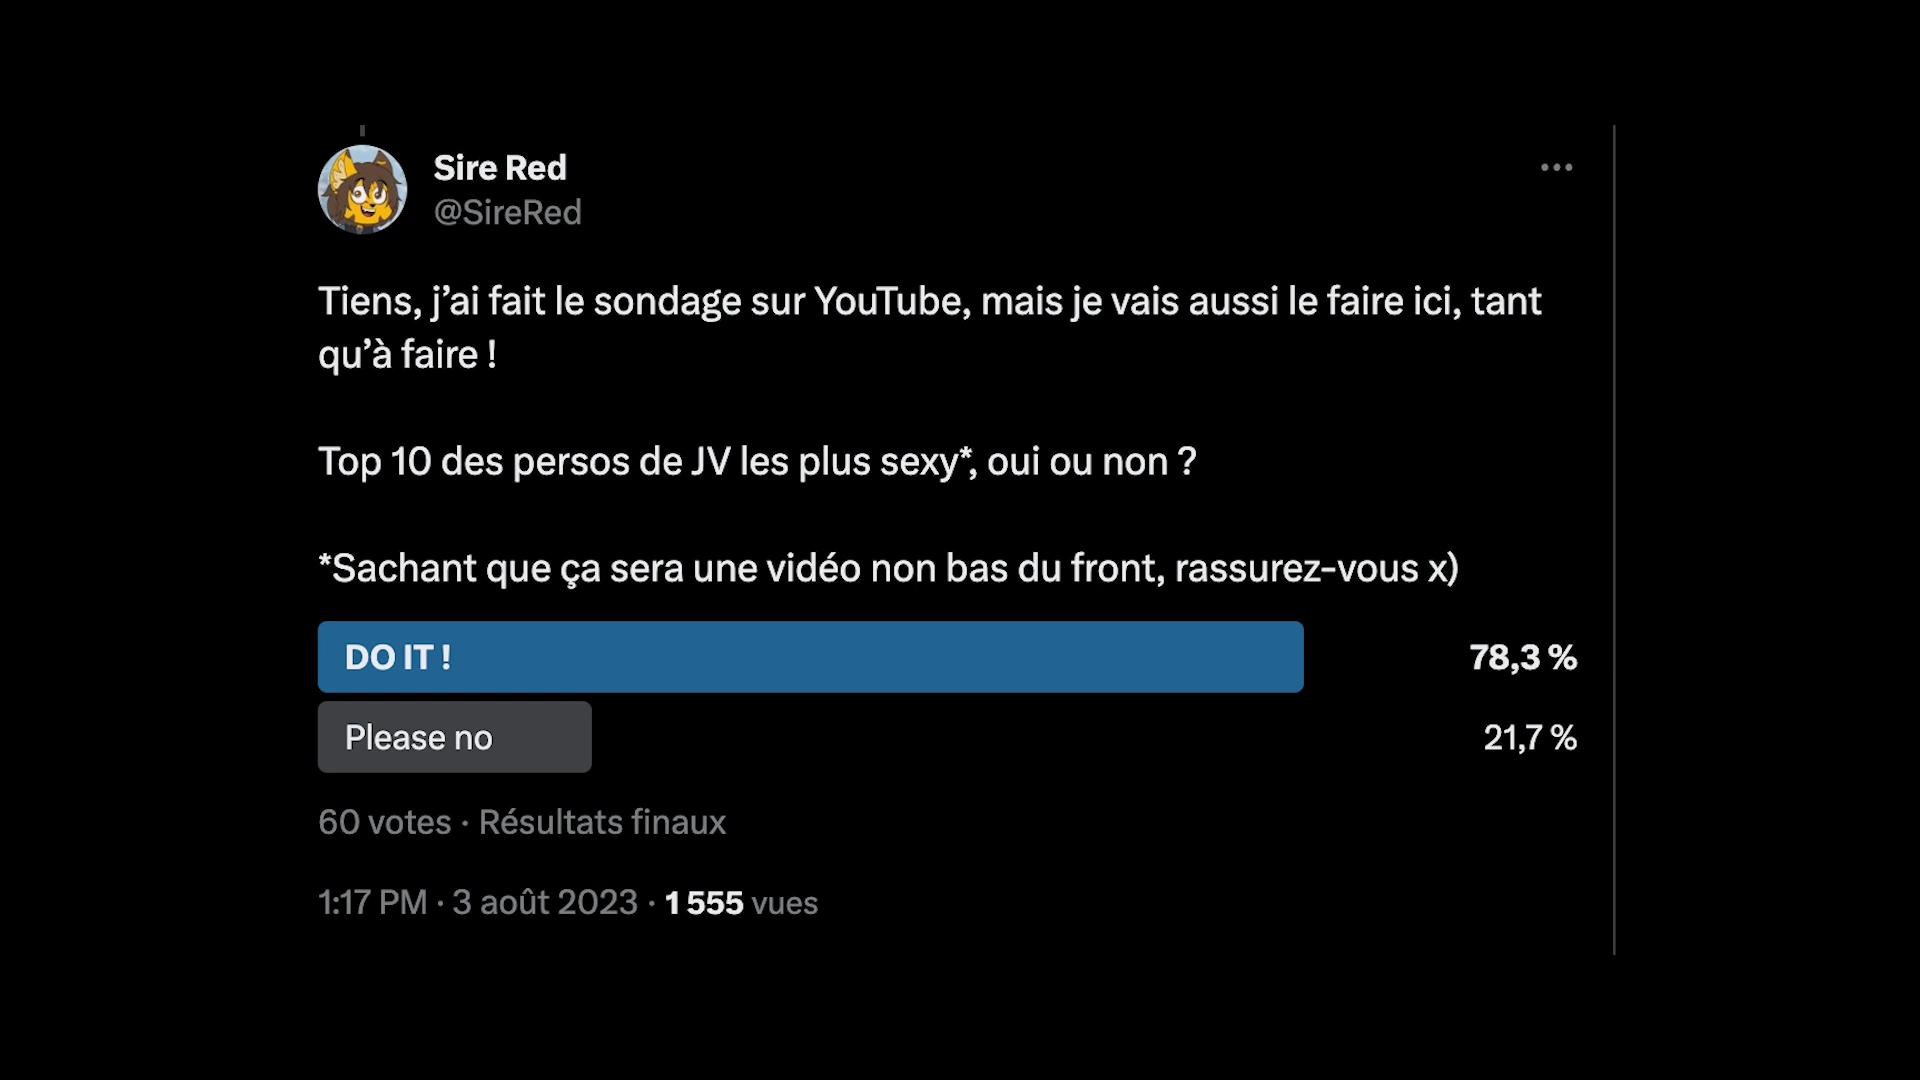 Sire Red
@SireRed
Tiens, j’ai fait le sondage sur YouTube, mais je vais aussi le faire ici, tant
qu’à faire !
Top 10 des persos de JV les plus sexy*, oui ou non ?
*Sachant que ça sera une vidéo non bas du front, rassurez-vous x)
DO IT ! 78,3 %
Please no 21,7 %
60 votes · Résultats finaux
1:17 PM · 3 août 2023 · 1 555 vues